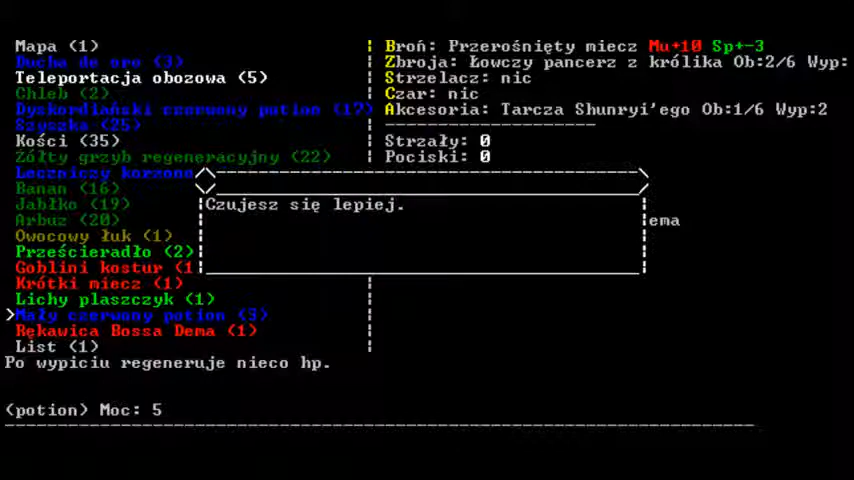 Mapa (1)
Ducha de oro (3)
Teleportacja obozowa (5)
Chleb (2)
Dyskordiański czerwony potion (17)
Szyszka (25)
Kości (35)
Żółty grzyb regeneracyjny (22)
Leczniczy korzono
Banan (16)
Jabłko (19)
Arbuz (20)
Owocowy łuk (1)
Prześcieradło (2)
Goblini kostur (1
Krótki miecz (1)
Lichy plaszczyk (1)
>Mały czerwony potion (3)
Rękawica Bossa Dema (1)
List (1)
Broń: Przerośnięty miecz Mu+10 Sp+-3
Zbroja: Łowczy pancerz z królika Ob:2/6 Wyp:
Strzelacz: nic
Czar: nic
Akcesoria: Tarcza Shunryi'ego Ob:1/6 Wyp:2
Strzały: 0
Pociski: 0
Czujesz się lepiej.
ema
Po wypiciu regeneruje nieco hp.
(potion) Moc: 5